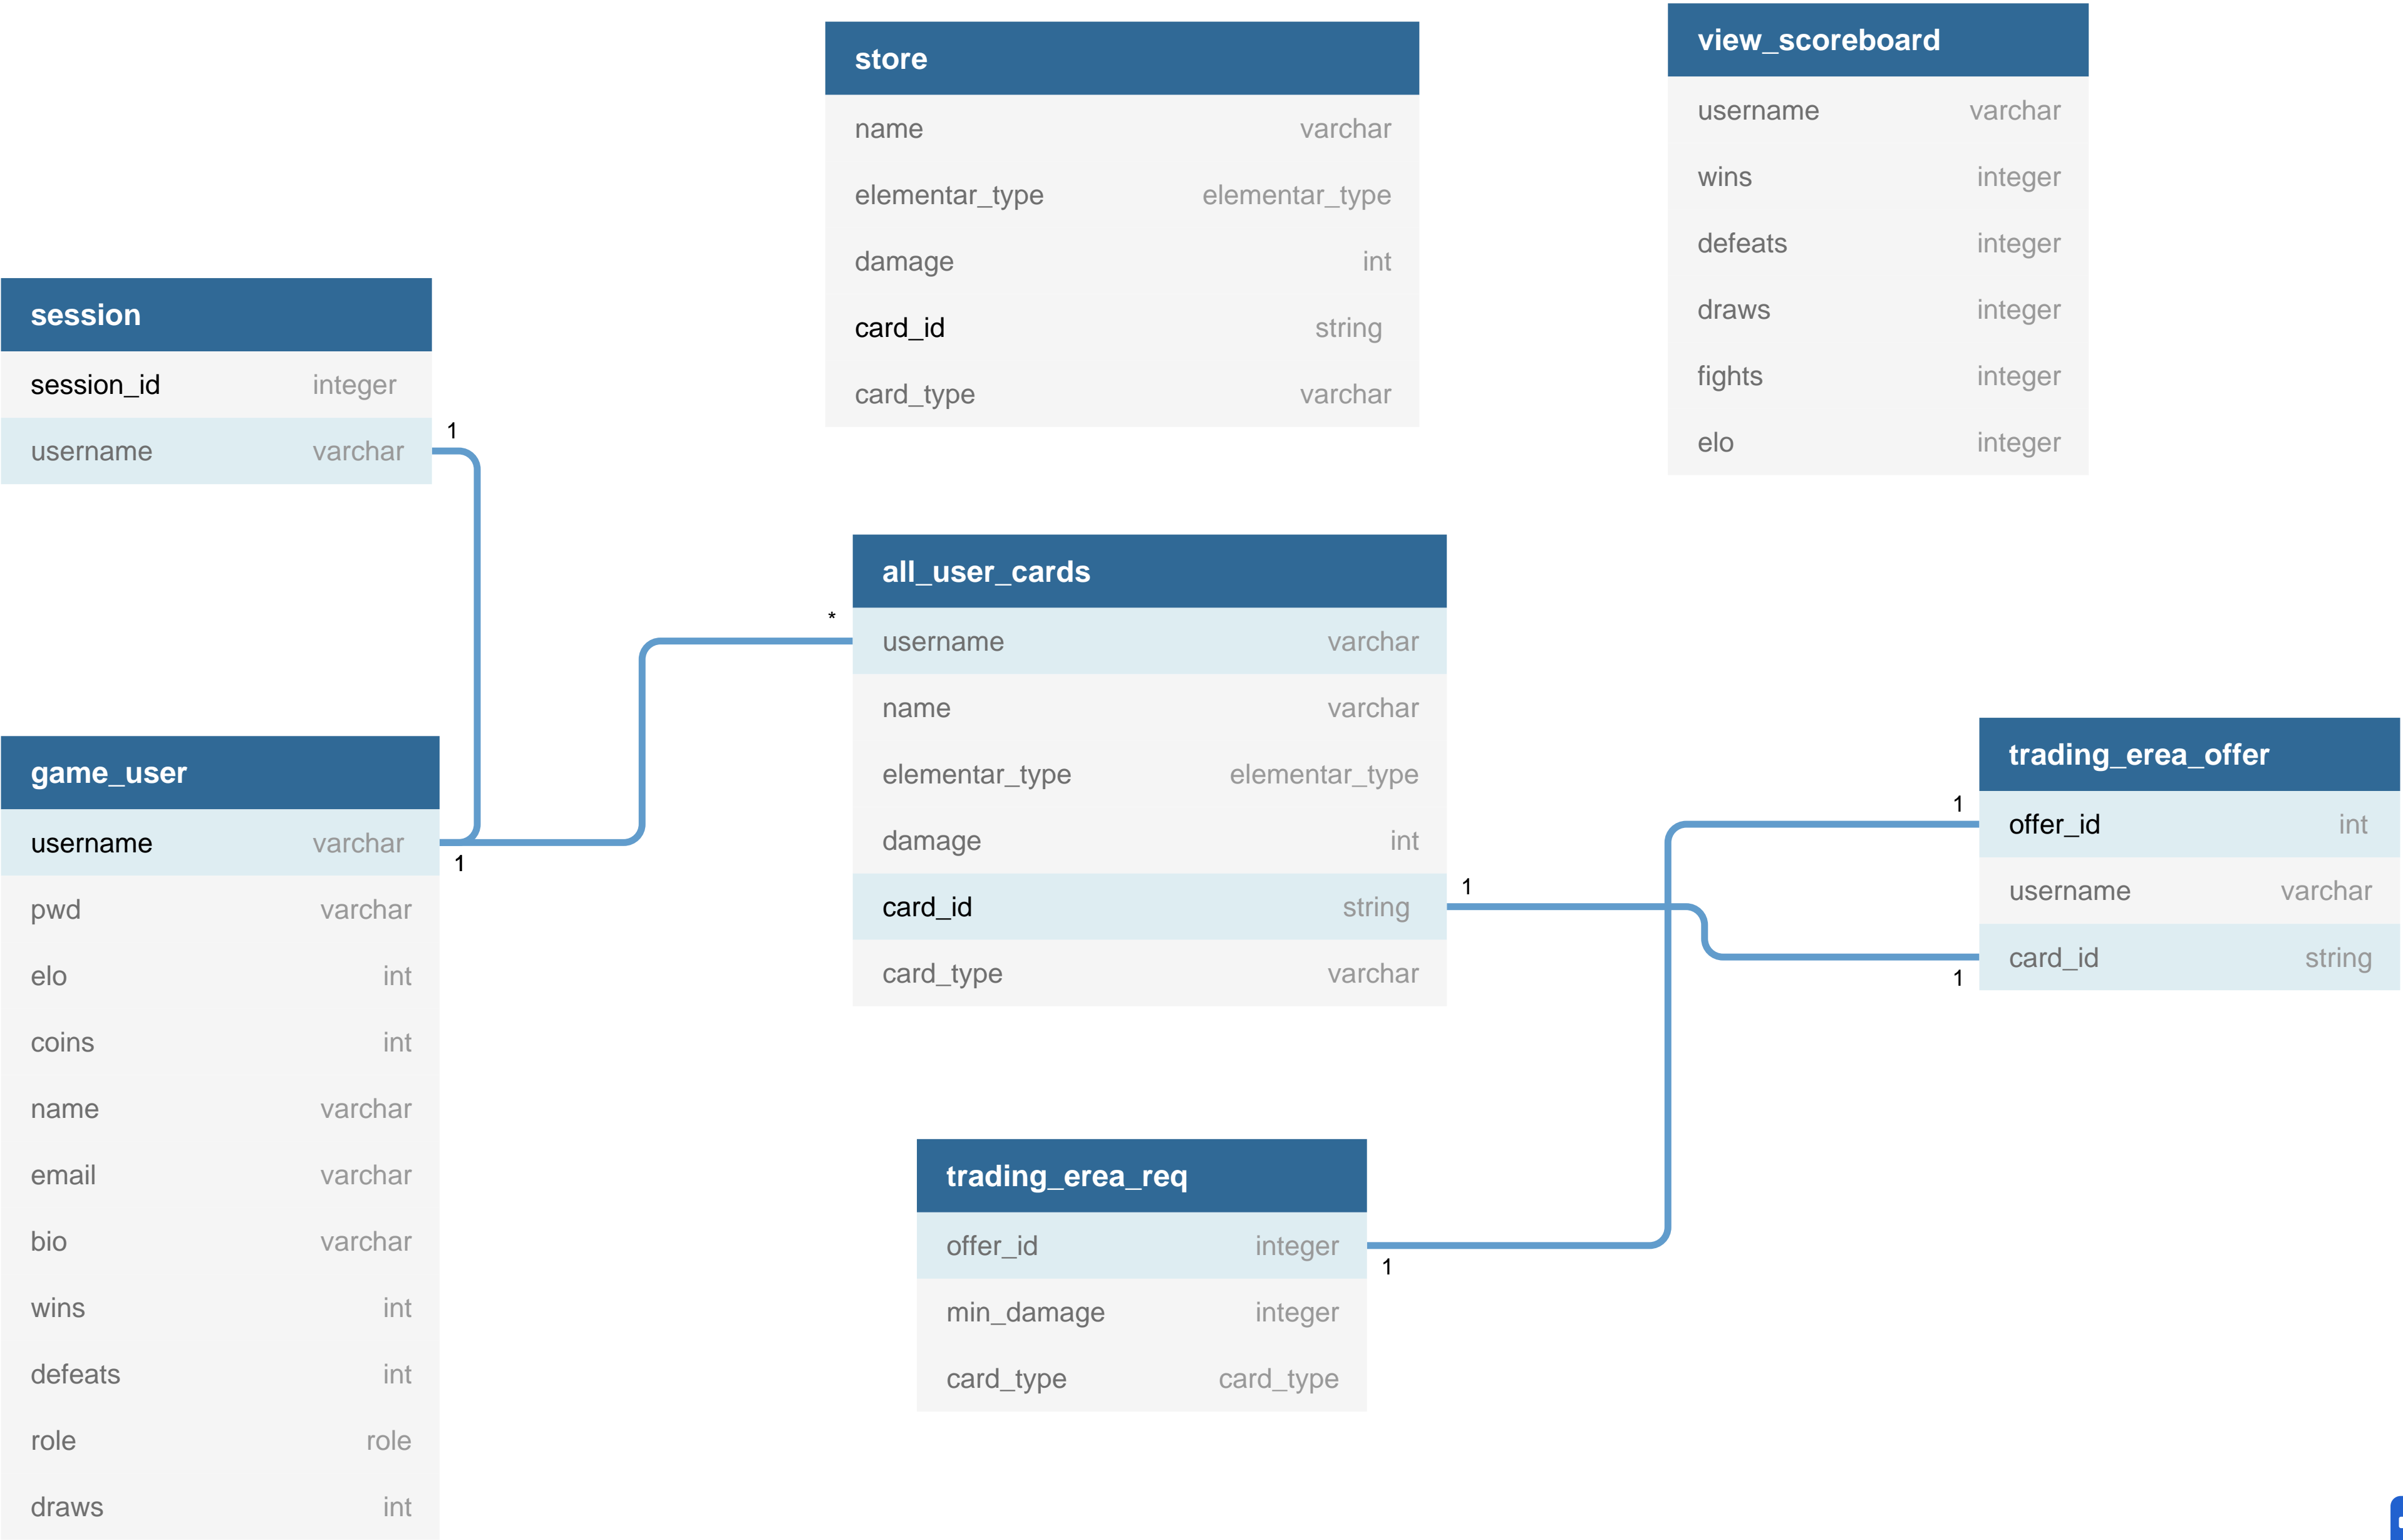 store
name varchar
elementar_type elementar_type
damage int
card_id string
card_type varchar
view_scoreboard
username varchar
wins integer
defeats integer
draws integer
fights integer
elo integer
session
session_id integer
username varchar
1
all_user_cards
*
username varchar
name varchar
elementar_type elementar_type
damage int
card_id string
1
card_type varchar
game_user
username varchar
1
pwd varchar
elo int
coins int
name varchar
email varchar
bio varchar
wins int
defeats int
role role
draws int
trading_erea_offer
1
offer_id int
username varchar
card_id string
1
trading_erea_req
offer_id integer
1
min_damage integer
card_type card_type